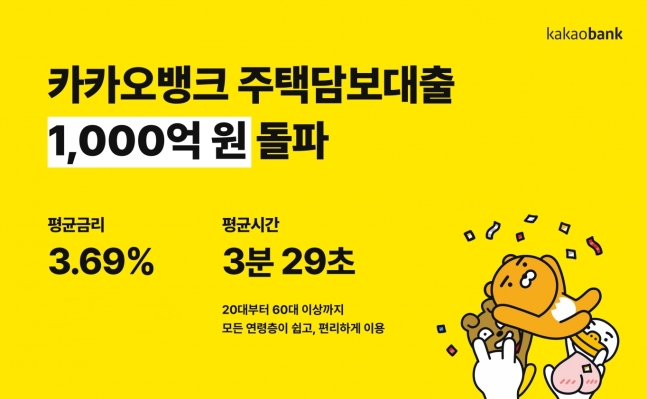 kakaobank
카카오뱅크 주택담보대출
1,000억 원 돌파
평균금리
3.69%
평균시간
3분 29초
20대부터 60대 이상까지
모든 연령층이 쉽고, 편리하게 이용